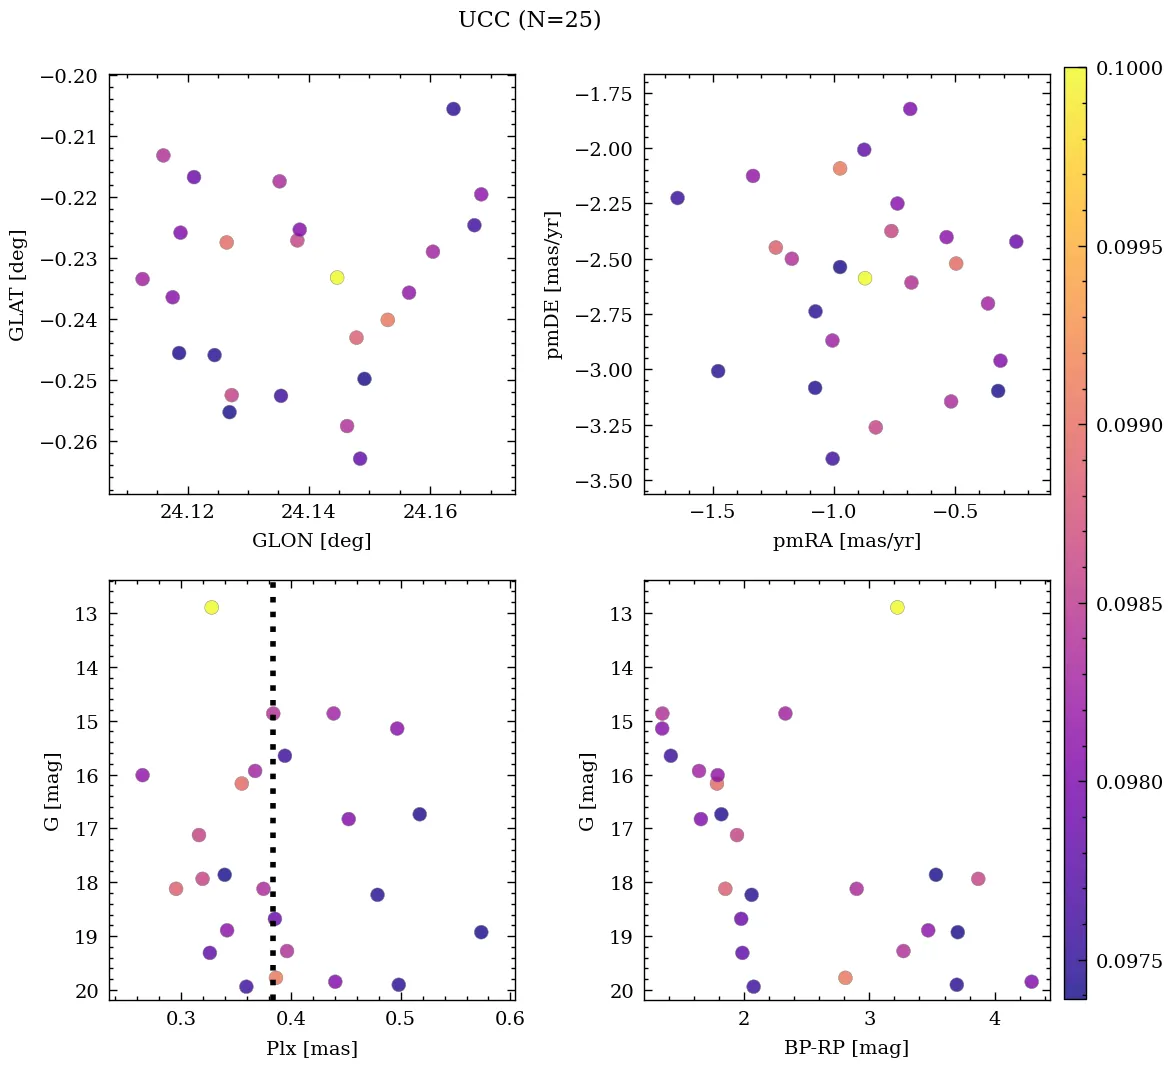 UCC (N=25)
−0.20
−0.21
−0.22
−0.23
−0.24
−0.25
−0.26
GLAT [deg]
24.12 24.14 24.16
GLON [deg]
−1.75
−2.00
−2.25
−2.50
−2.75
−3.00
−3.25
−3.50
pmDE [mas/yr]
−1.5 −1.0 −0.5
pmRA [mas/yr]
13
14
15
16
17
18
19
20
G [mag]
0.3 0.4 0.5 0.6
Plx [mas]
13
14
15
16
17
18
19
20
G [mag]
2 3 4
BP-RP [mag]
0.1000
0.0995
0.0990
0.0985
0.0980
0.0975